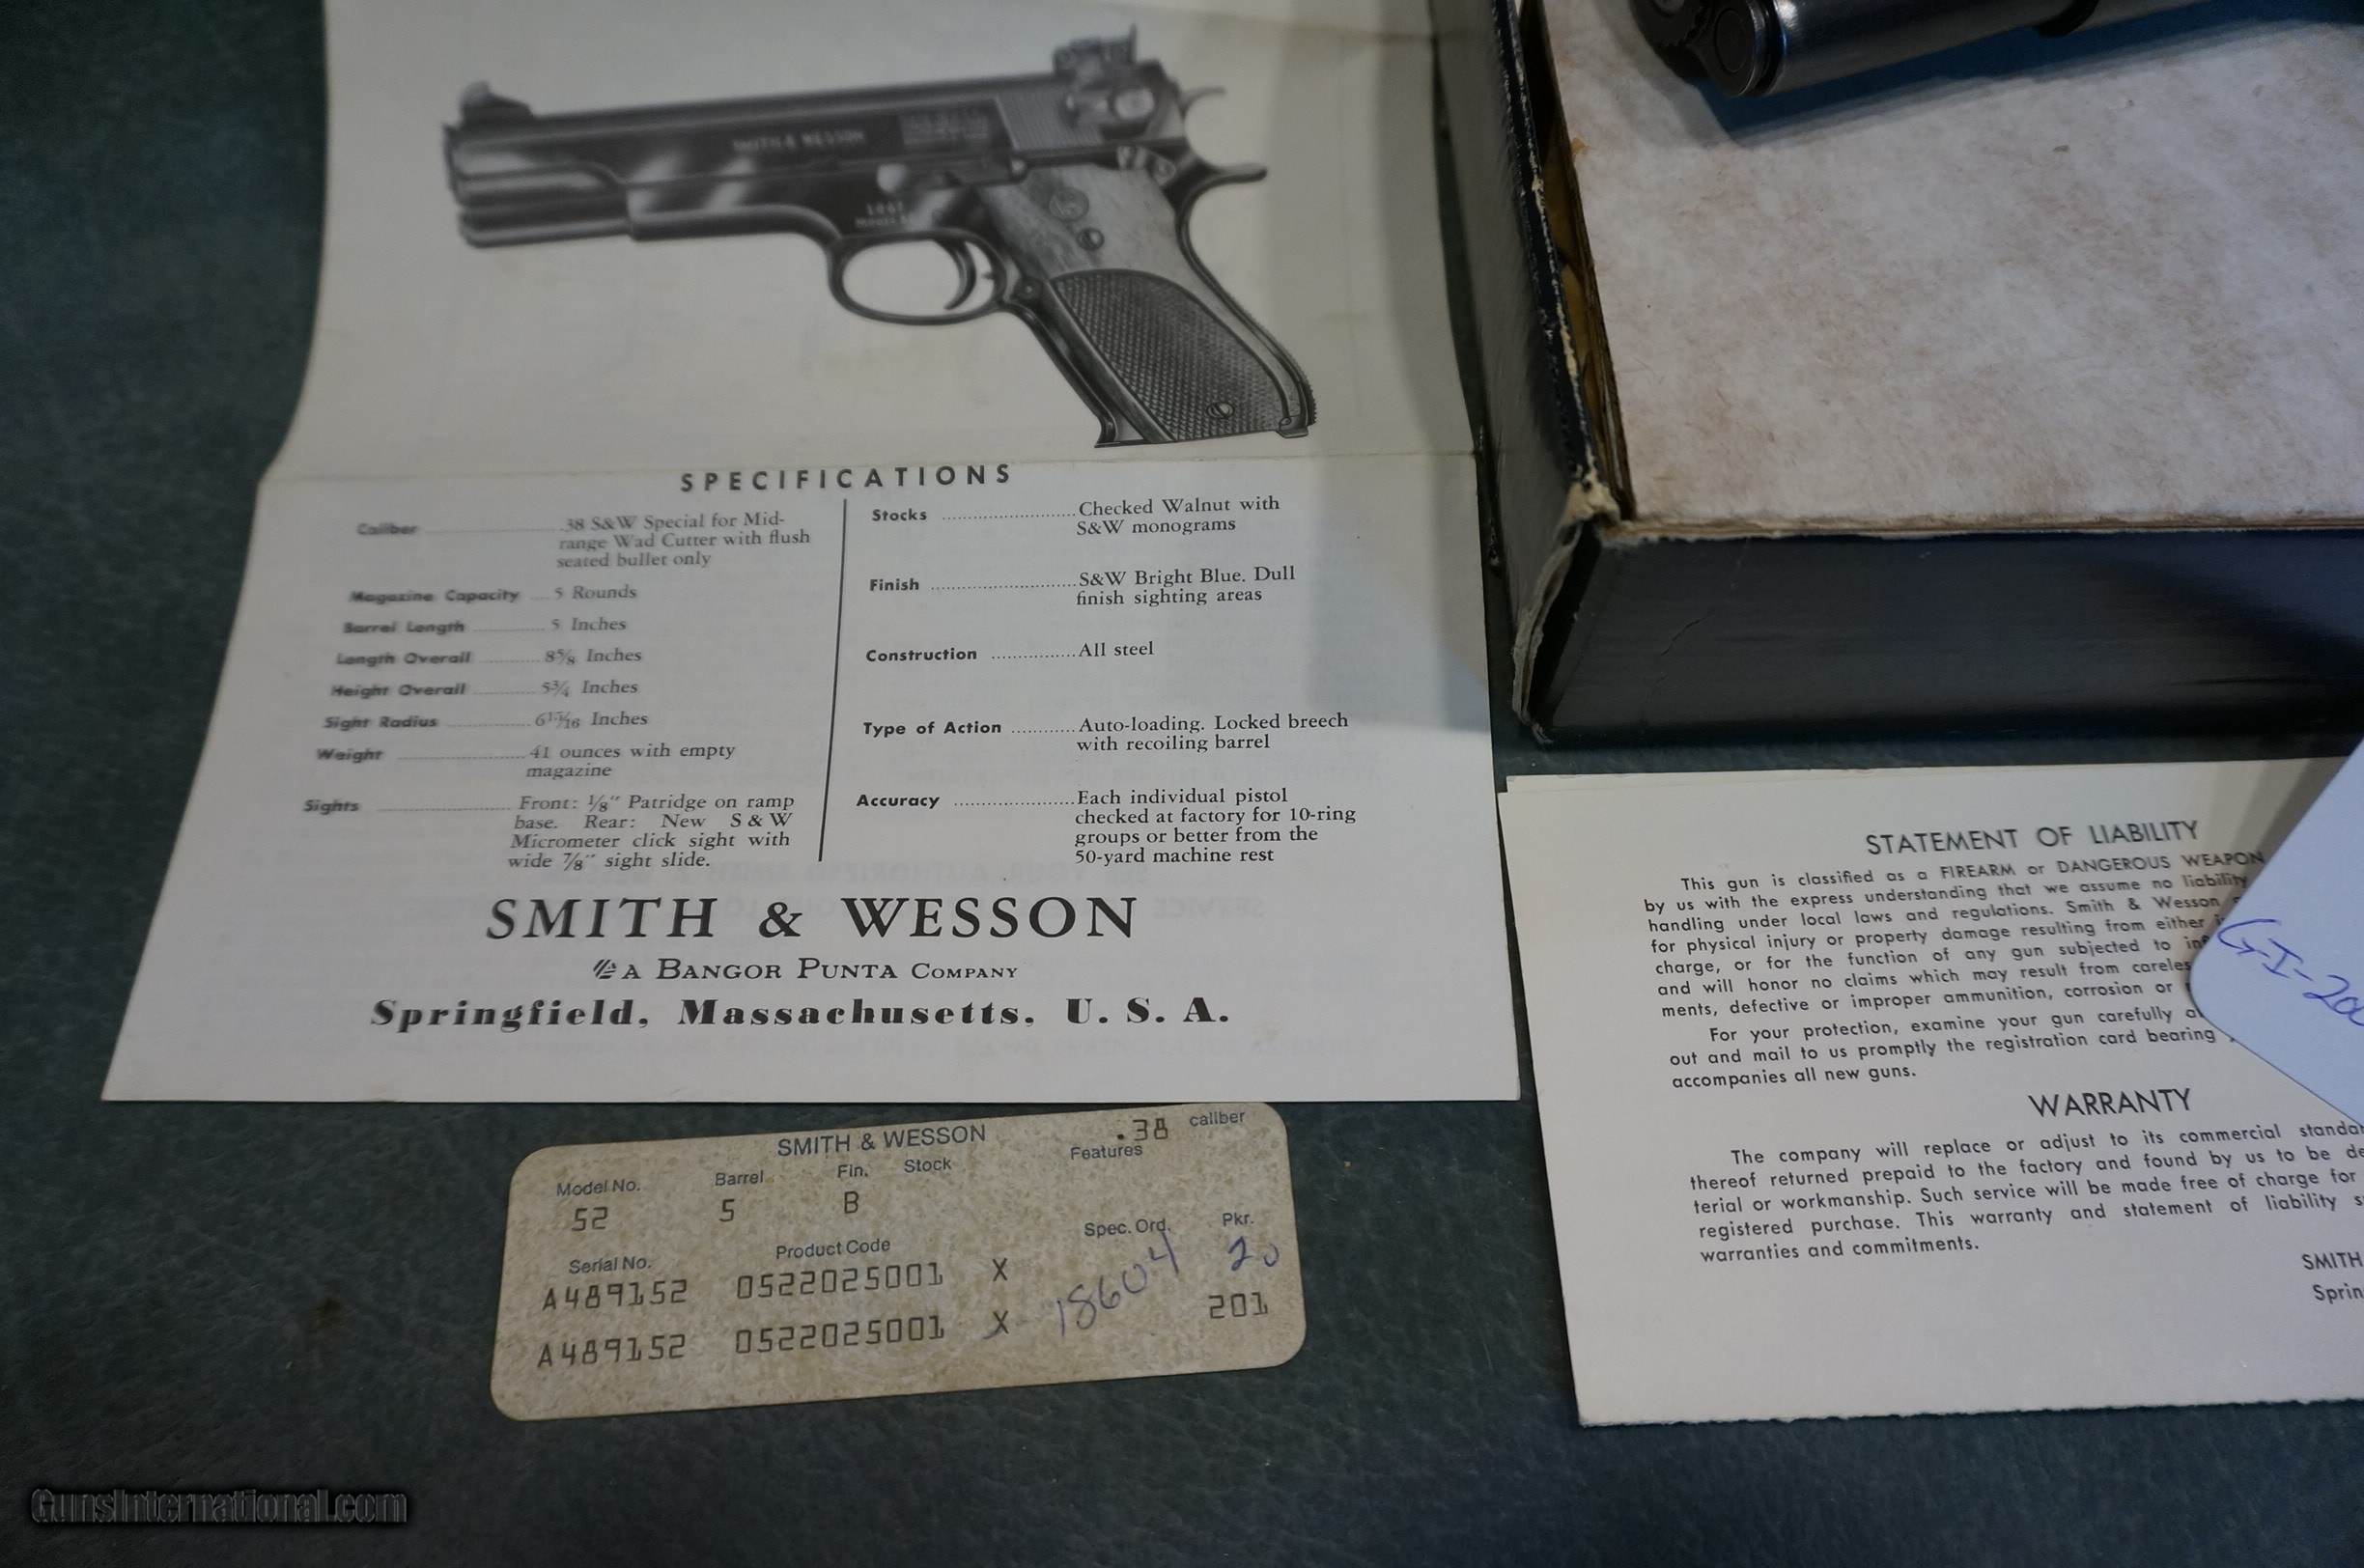 SMITH & WESSON
SPECIFICATIONS
Caliber ........ .38 S&W Special for Mid-
range Wad Cutter with flush
seated bullet only
Magazine Capacity .... 5 Rounds
Barrel Length ........ 5 Inches
Length Overall ........ 8⅝ Inches
Height Overall ........ 5¾ Inches
Sight Radius ........ 6¹⁵⁄₁₆ Inches
Weight ........ 41 ounces with empty
magazine
Sights ........ Front: ⅛" Patridge on ramp
base. Rear: New S & W
Micrometer click sight with
wide ⅞" sight slide.
Stocks ........ Checked Walnut with
S&W monograms
Finish ........ S&W Bright Blue. Dull
finish sighting areas
Construction ........ All steel
Type of Action ........ Auto-loading. Locked breech
with recoiling barrel
Accuracy ........ Each individual pistol
checked at factory for 10-ring
groups or better from the
50-yard machine rest
SMITH & WESSON
A BANGOR PUNTA COMPANY
Springfield, Massachusetts, U. S. A.
SMITH & WESSON .38 caliber
Model No. Barrel Fin. Stock Features
52 5 B
Serial No. Product Code Spec. Ord. Pkr.
A489152 0522025001 X 18604 20
A489152 0522025001 X 201
STATEMENT OF LIABILITY
This gun is classified as a FIREARM or DANGEROUS WEAPON
by us with the express understanding that we assume no liability
handling under local laws and regulations. Smith & Wesson
for physical injury or property damage resulting from either
charge, or for the function of any gun subjected to
and will honor no claims which may result from
ments, defective or improper ammunition, corrosion or
For your protection, examine your gun carefully
out and mail to us promptly the registration card bearing
accompanies all new guns.
WARRANTY
The company will replace or adjust to its commercial
thereof returned prepaid to the factory and found by us to be
terial or workmanship. Such service will be made free of charge for
registered purchase. This warranty and statement of liability
warranties and commitments.
SMITH
GunsInternational.com